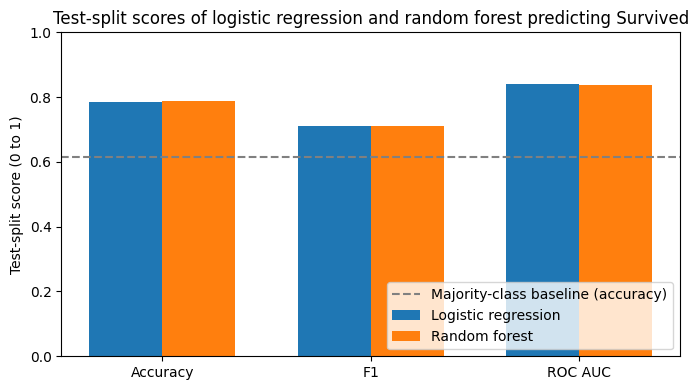 Test-split scores of logistic regression and random forest predicting Survived
Test-split score (0 to 1)
1.0
0.8
0.6
0.4
0.2
0.0
Majority-class baseline (accuracy)
Logistic regression
Random forest
Accuracy
F1
ROC AUC